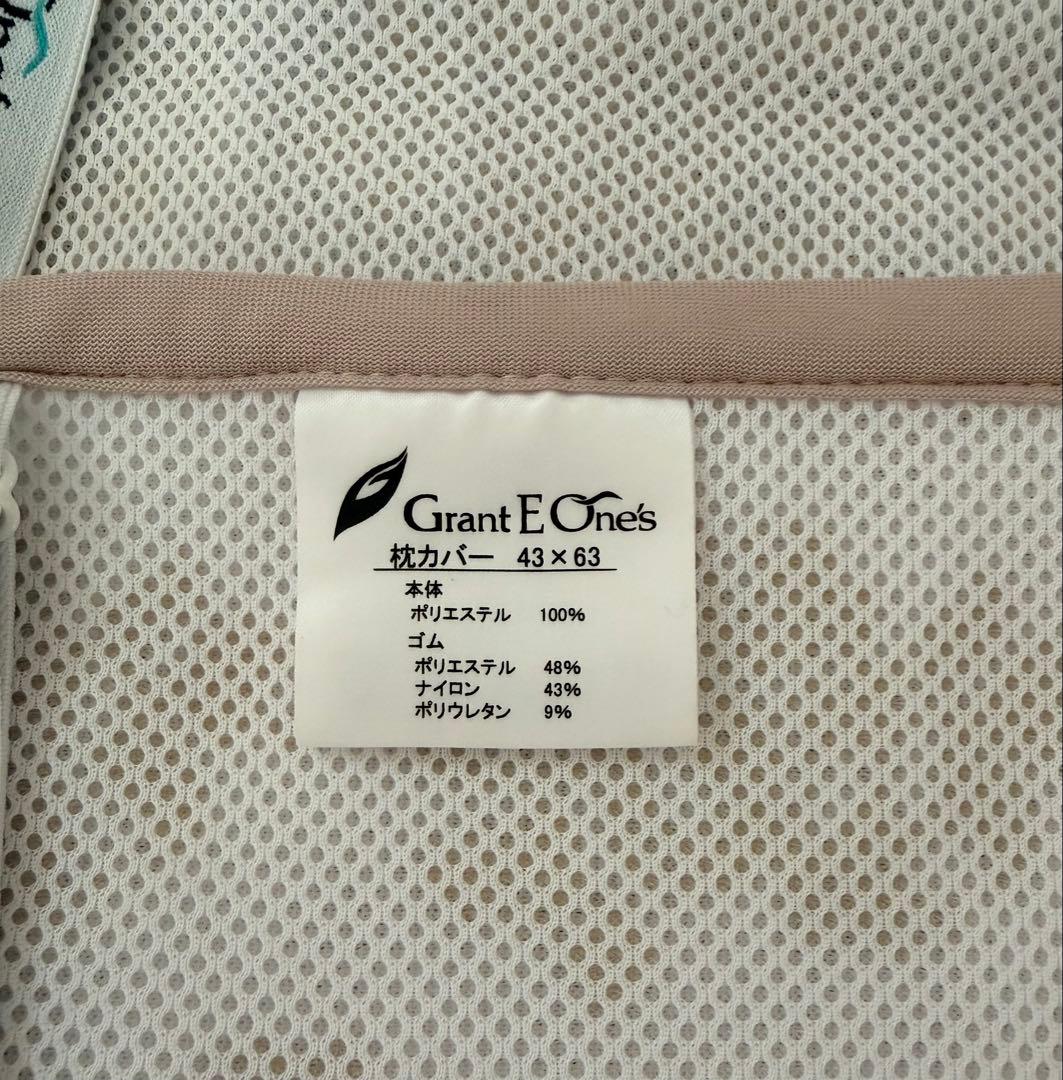 Grant E One's
枕カバー 43×63
本体
ポリエステル 100%
ゴム
ポリエステル 48%
ナイロン 43%
ポリウレタン 9%